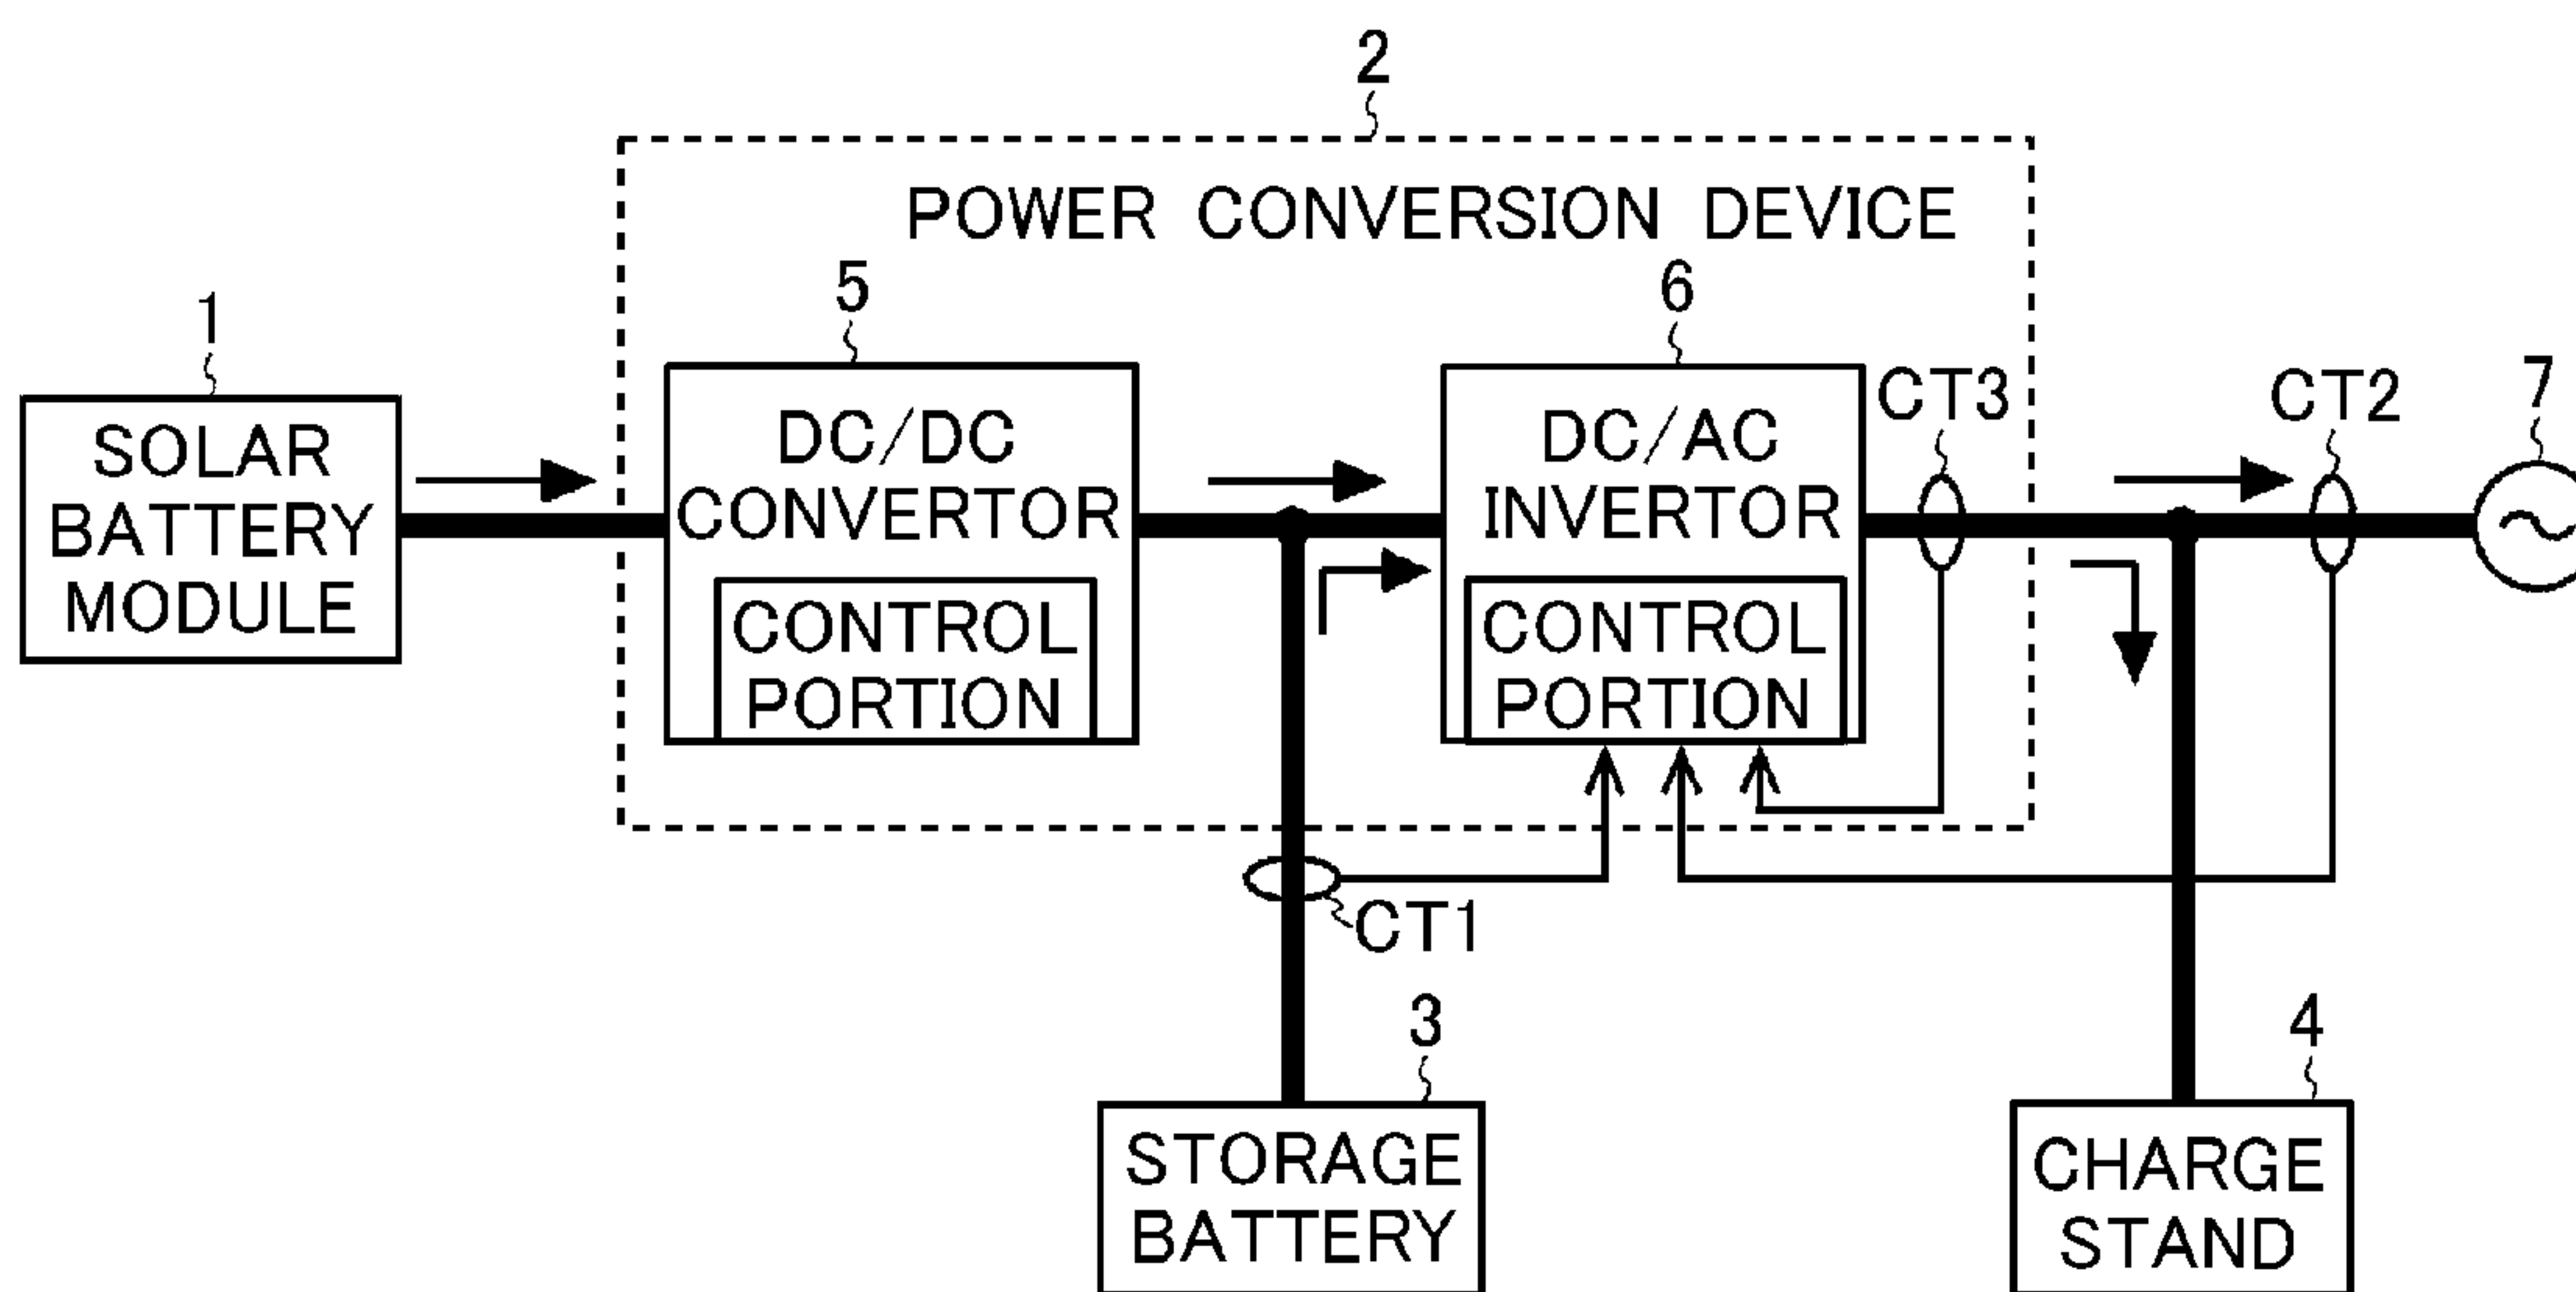 2
POWER CONVERSION DEVICE
1
SOLAR
BATTERY
MODULE
5
DC/DC
CONVERTOR
CONTROL
PORTION
6
DC/AC
INVERTOR
CONTROL
PORTION
CT3
CT2
7
CT1
3
STORAGE
BATTERY
4
CHARGE
STAND